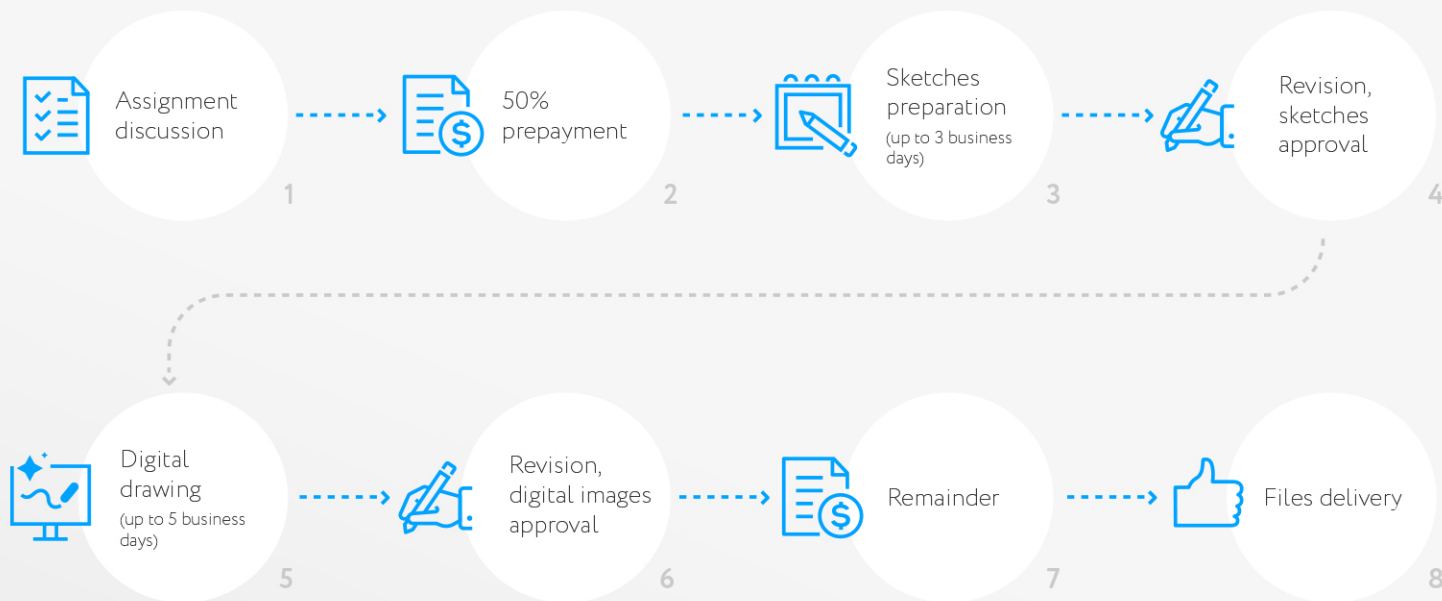 Assignment
discussion
1
50%
prepayment
2
Sketches
preparation
(up to 3 business
days)
3
Revision,
sketches
approval
4
Digital
drawing
(up to 5 business
days)
5
Revision,
digital images
approval
6
Remainder
7
Files delivery
8